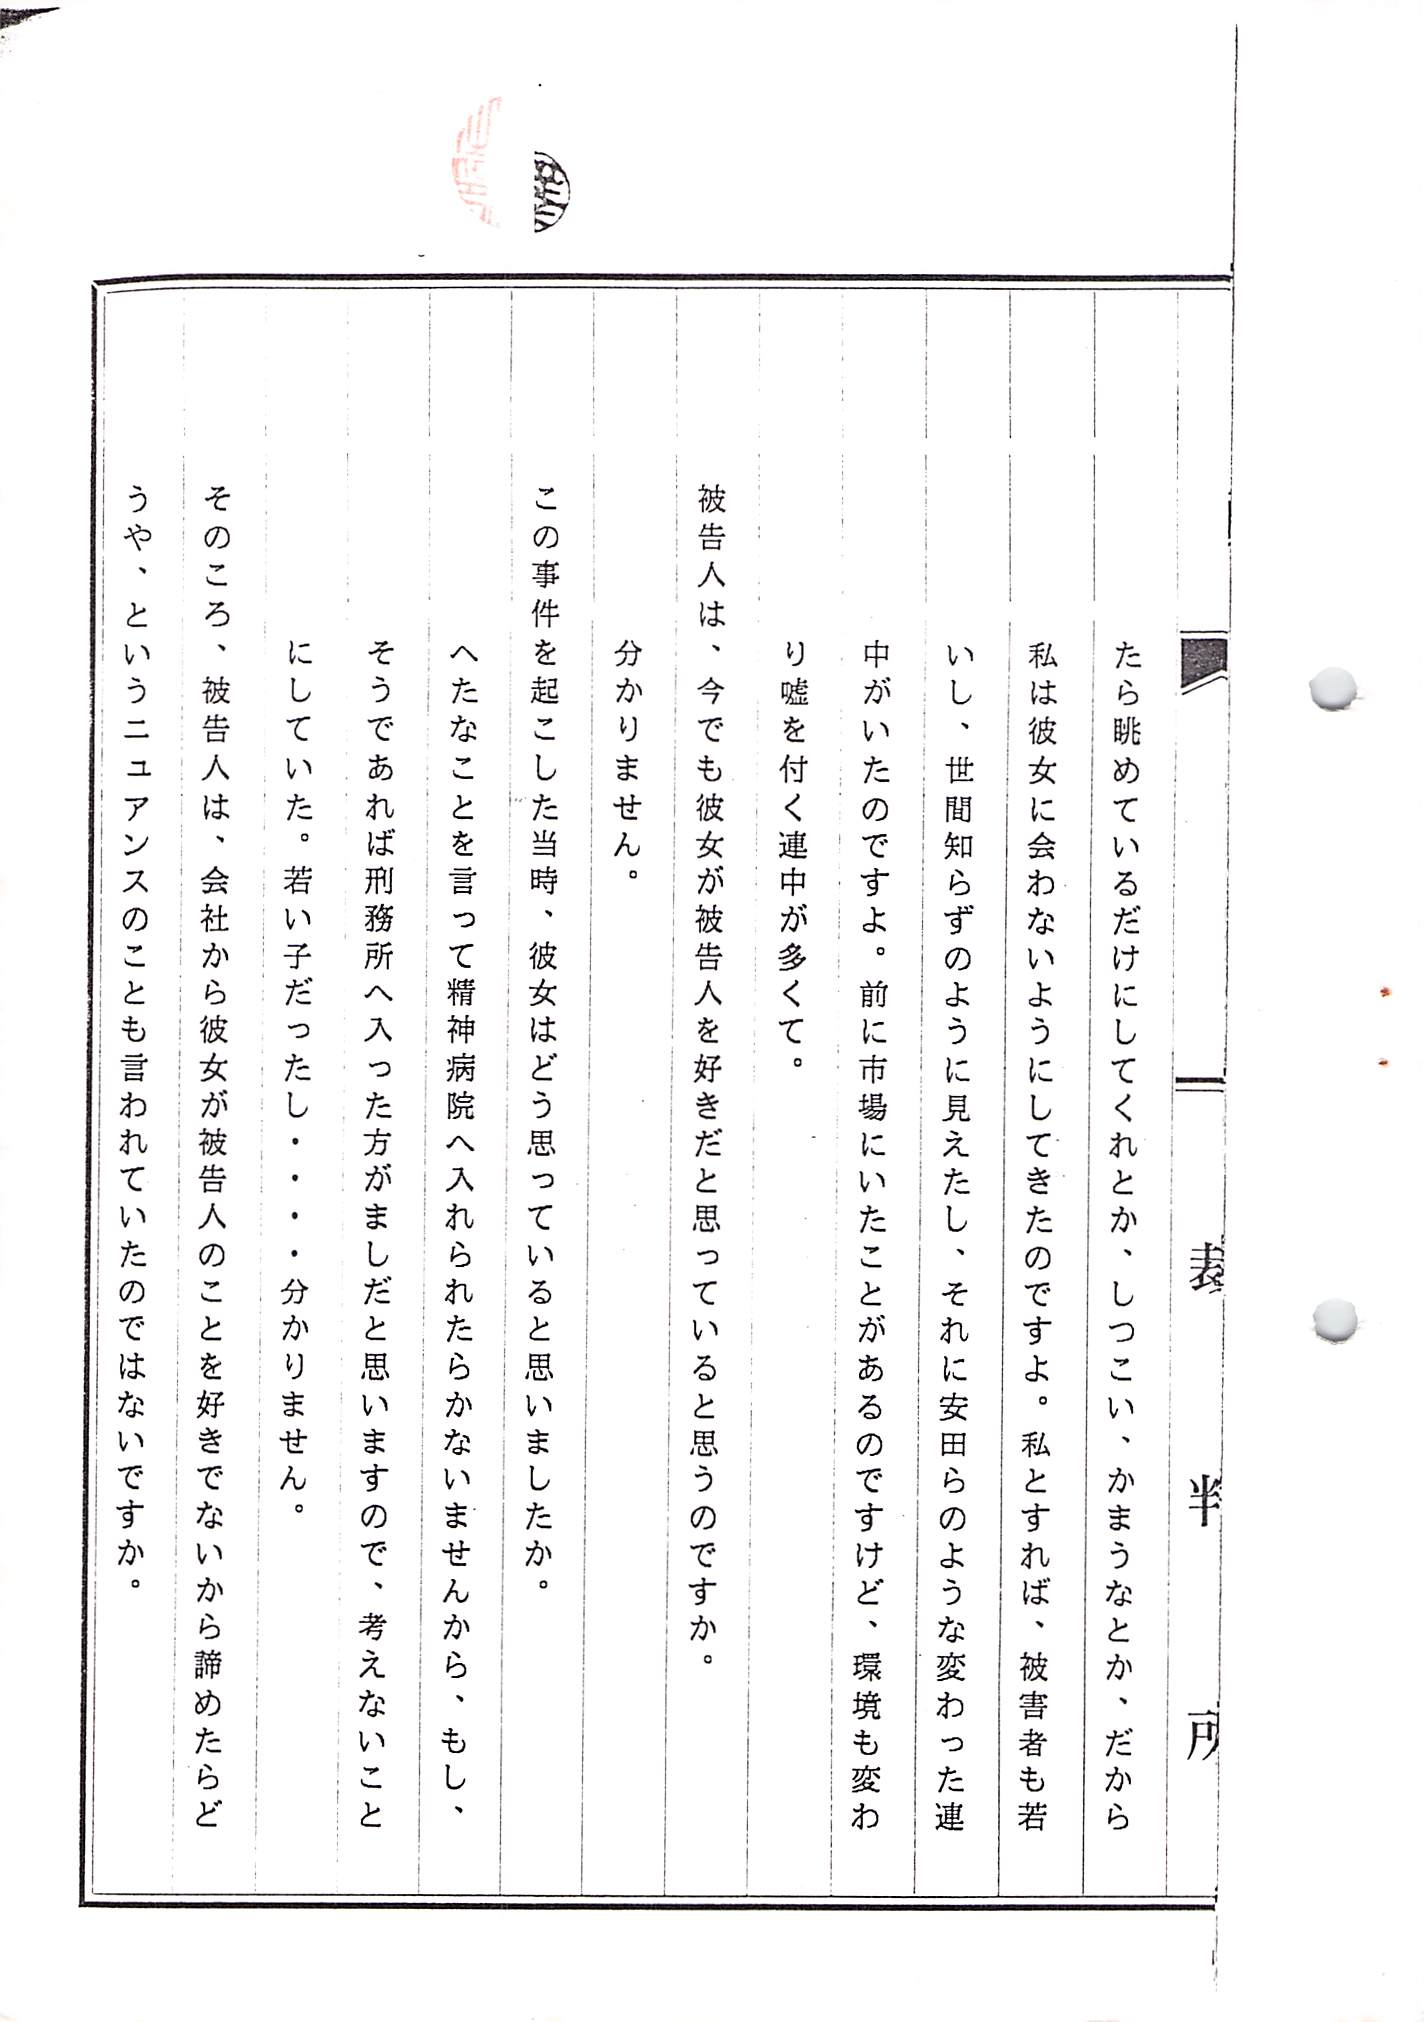 裁判所
たら眺めているだけにしてくれとか、しつこい、かまうなとか、だから
私は彼女に会わないようにしてきたのですよ。私とすれば、被害者も若
いし、世間知らずのように見えたし、それに安田らのような変わった連
中がいたのですよ。前に市場にいたことがあるのですけど、環境も変わ
り嘘を付く連中が多くて。
被告人は、今でも彼女が被告人を好きだと思っていると思うのですか。
分かりません。
この事件を起こした当時、彼女はどう思っていると思いましたか。
へたなことを言って精神病院へ入れられたらかないませんから、もし、
そうであれば刑務所へ入った方がましだと思いますので、考えないこと
にしていた。若い子だったし・・・・分かりません。
そのころ、被告人は、会社から彼女が被告人のことを好きでないから諦めたらど
うや、というニュアンスのことも言われていたのではないですか。